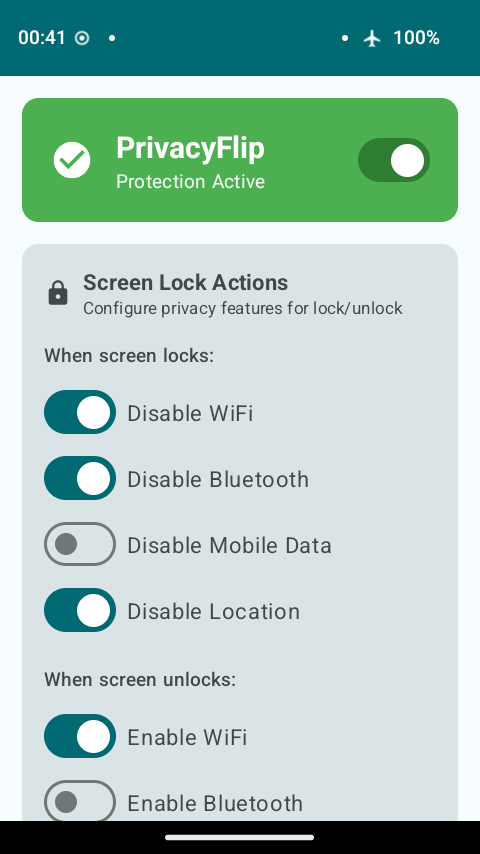 00:41
100%
PrivacyFlip
Protection Active
Screen Lock Actions
Configure privacy features for lock/unlock
When screen locks:
Disable WiFi
Disable Bluetooth
Disable Mobile Data
Disable Location
When screen unlocks:
Enable WiFi
Enable Bluetooth